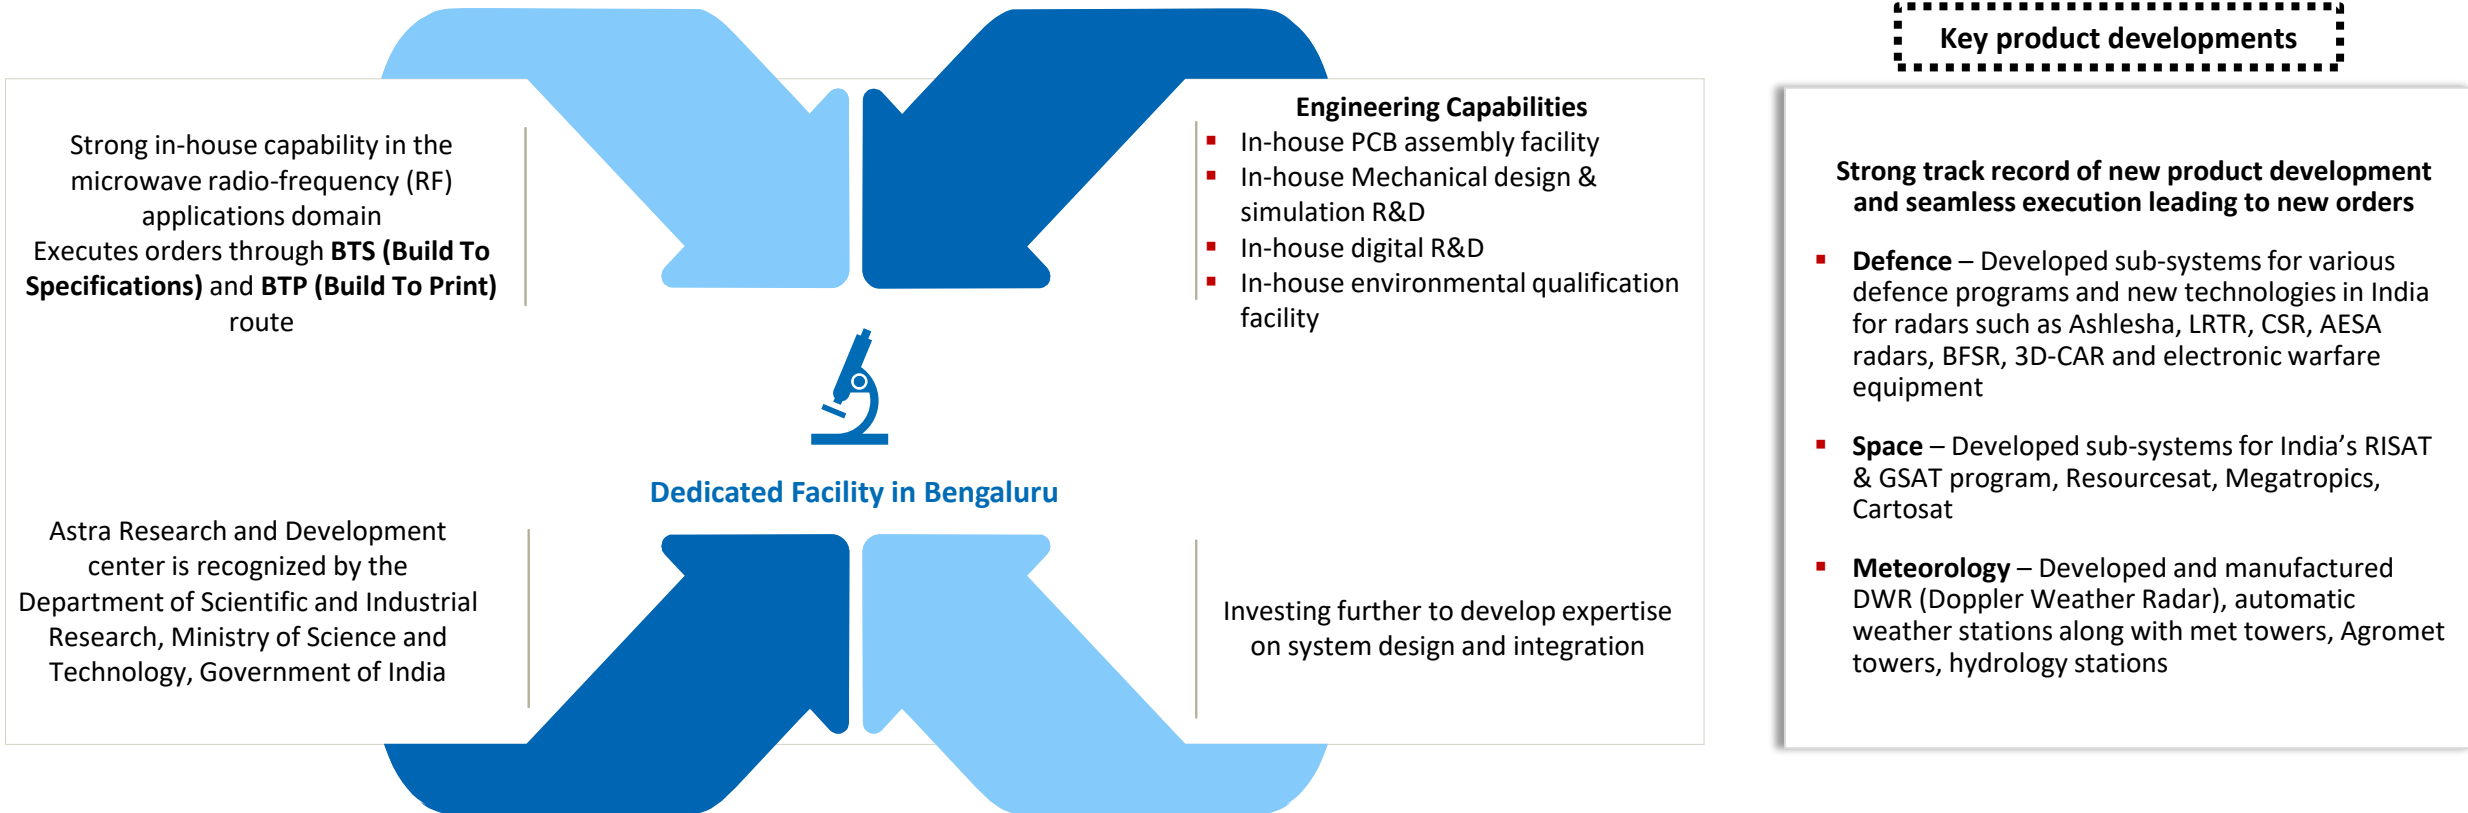 Strong in-house capability in the
microwave radio-frequency (RF)
applications domain
Executes orders through BTS (Build To
Specifications) and BTP (Build To Print)
route
Engineering Capabilities
In-house PCB assembly facility
In-house Mechanical design &
simulation R&D
In-house digital R&D
In-house environmental qualification
facility
Dedicated Facility in Bengaluru
Astra Research and Development
center is recognized by the
Department of Scientific and Industrial
Research, Ministry of Science and
Technology, Government of India
Investing further to develop expertise
on system design and integration
Key product developments
Strong track record of new product development
and seamless execution leading to new orders
Defence – Developed sub-systems for various
defence programs and new technologies in India
for radars such as Ashlesha, LRTR, CSR, AESA
radars, BFSR, 3D-CAR and electronic warfare
equipment
Space – Developed sub-systems for India’s RISAT
& GSAT program, Resourcesat, Megatropics,
Cartosat
Meteorology – Developed and manufactured
DWR (Doppler Weather Radar), automatic
weather stations along with met towers, Agromet
towers, hydrology stations